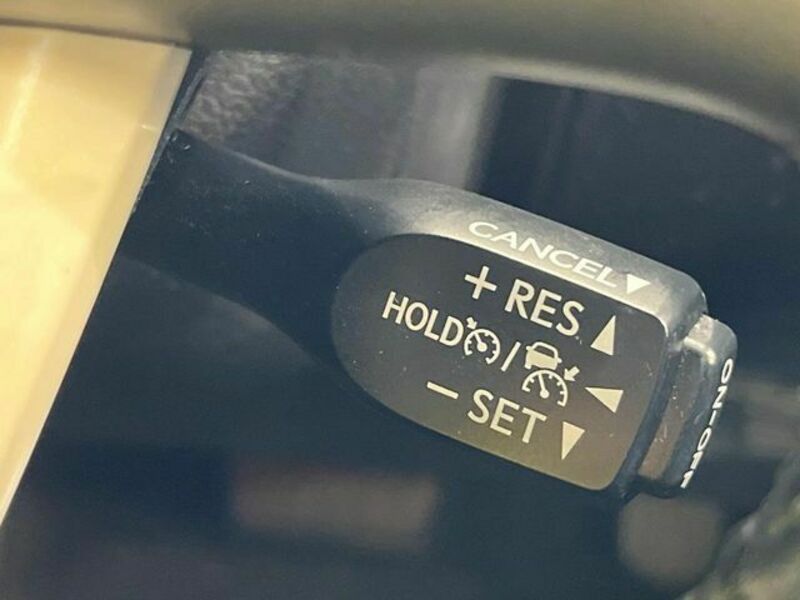 CANCEL▼
+ RES ▲
HOLD / ◀
− SET ▼
ON-OFF